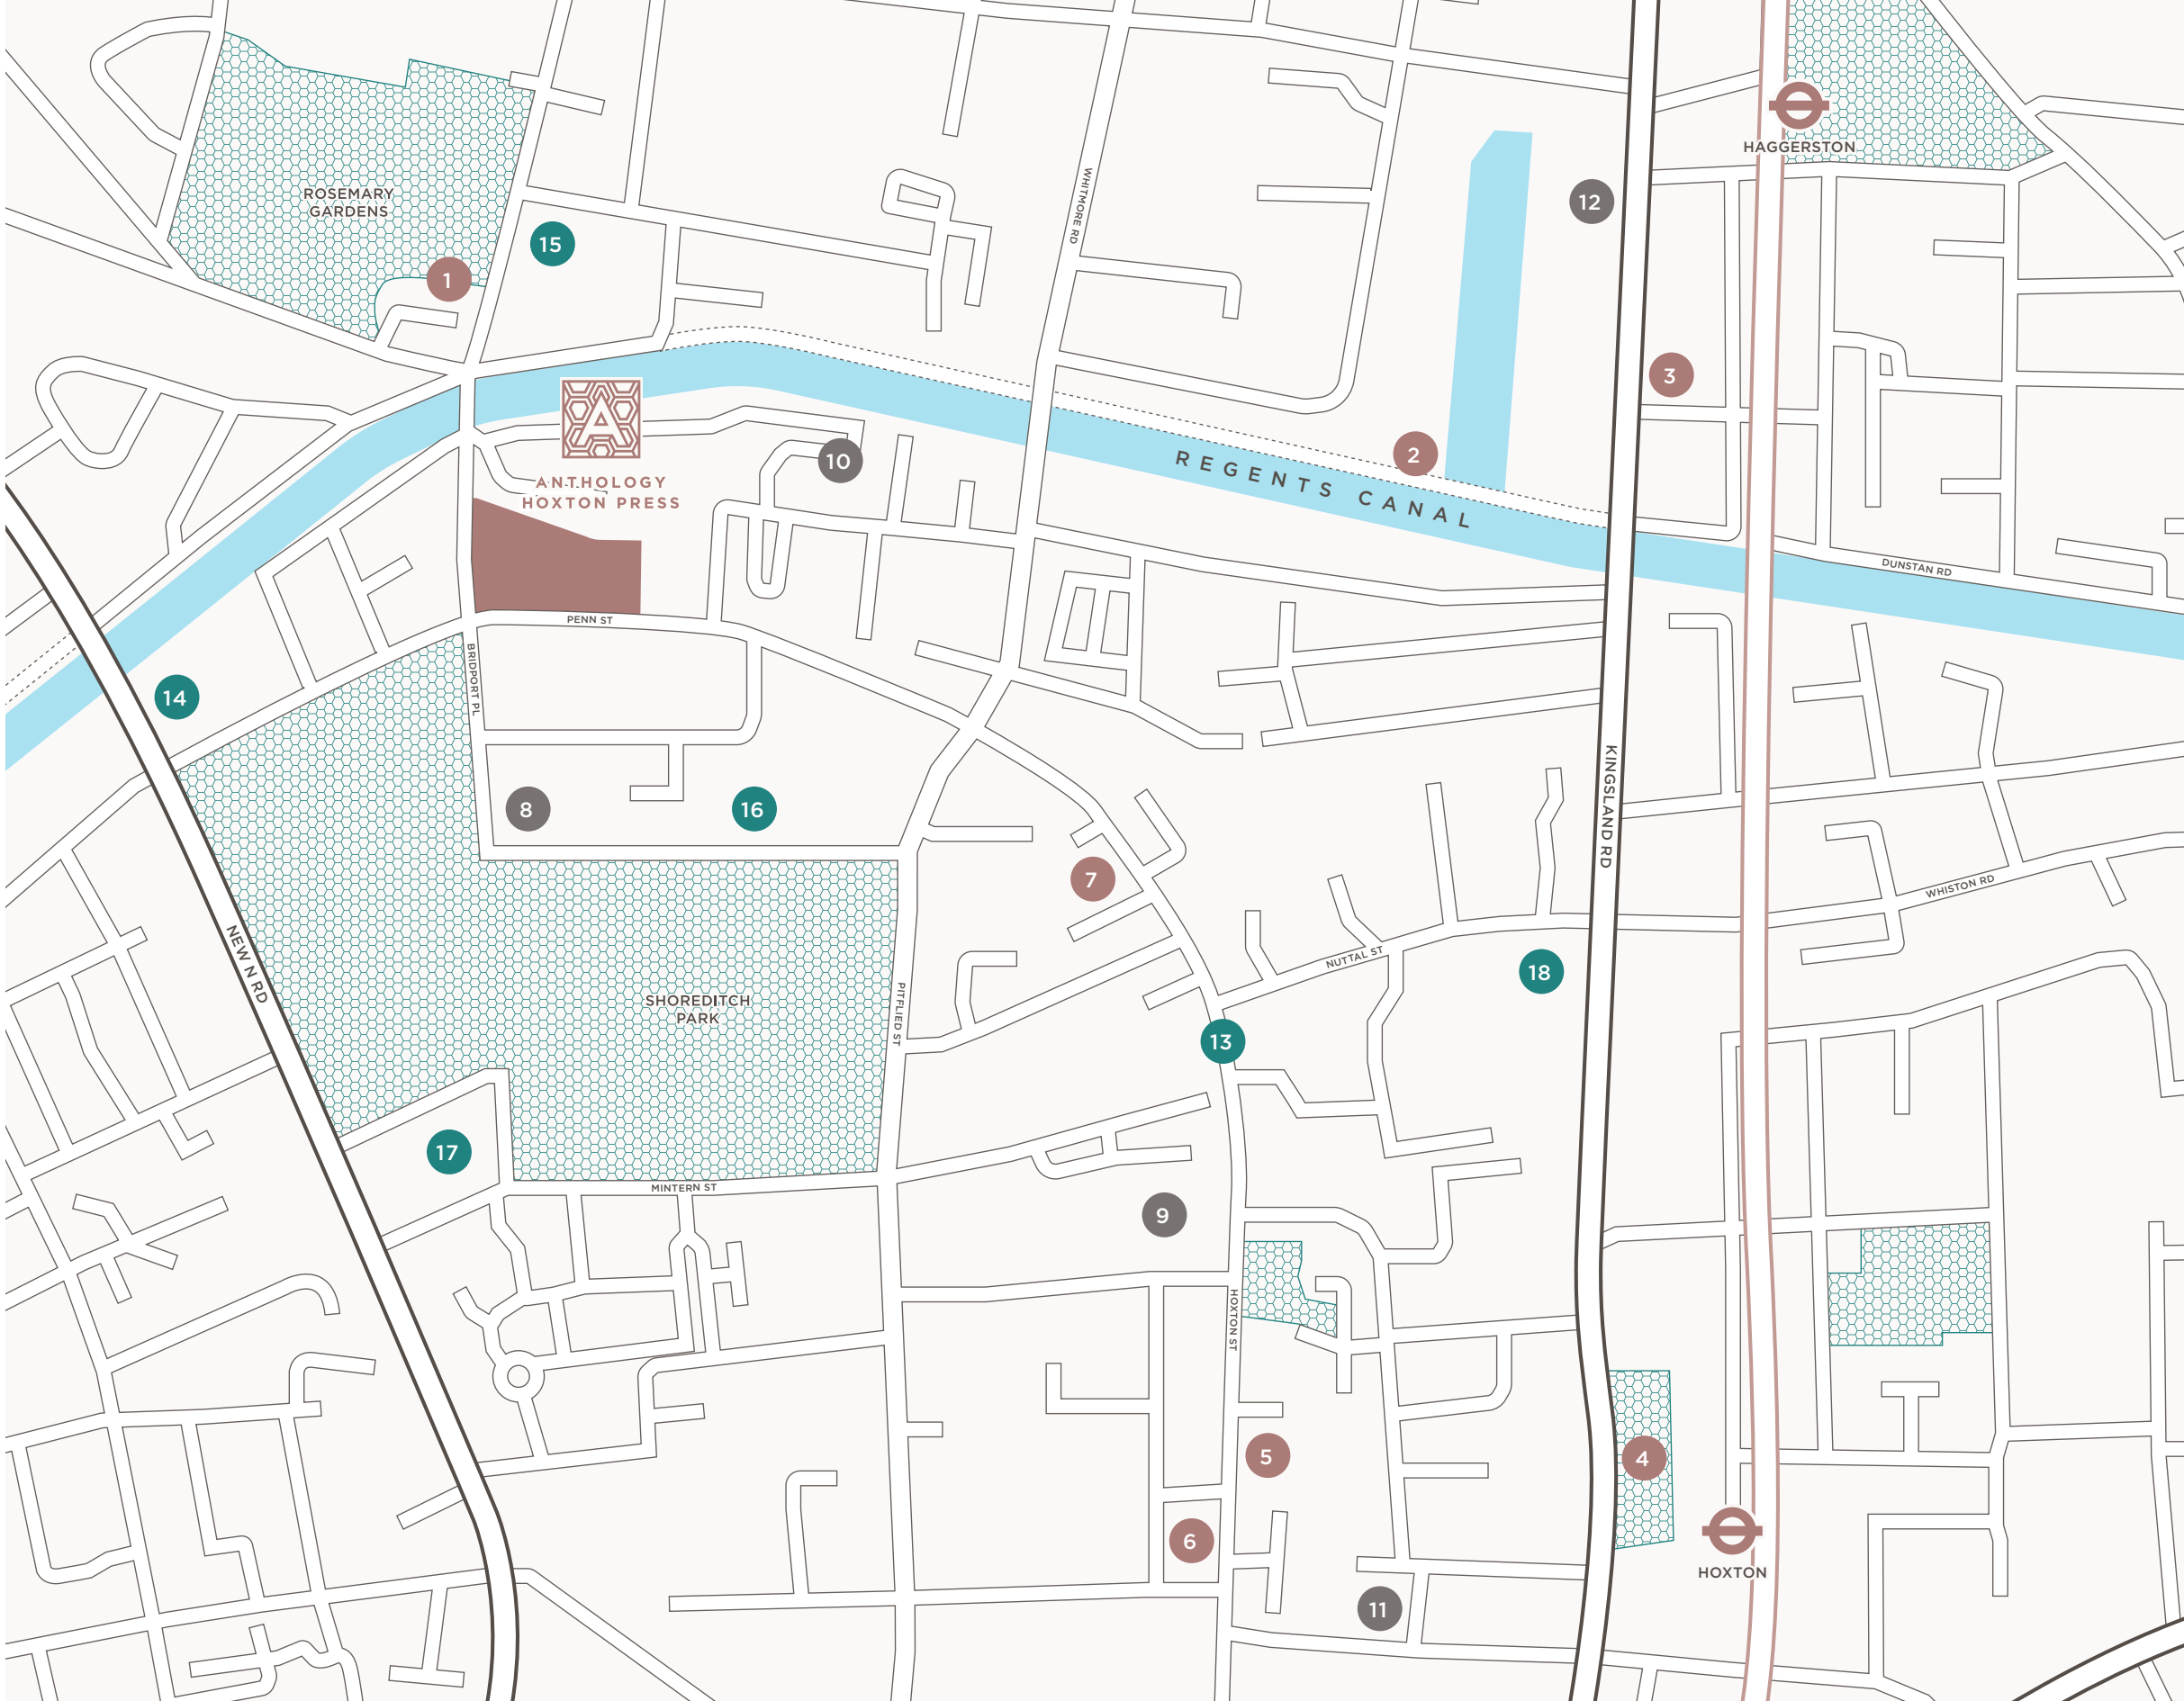 HAGGERSTON
12
ROSEMARY
GARDENS
WHITMORE RD
15
1
3
A
10
2
ANTHOLOGY
HOXTON PRESS
REGENTS CANAL
DUNSTAN RD
PENN ST
BRIDPORT PL
14
KINGSLAND RD
8
16
7
WHISTON RD
NEW N RD
NUTTAL ST
18
SHOREDITCH
PARK
PITFLIED ST
13
17
MINTERN ST
9
HOXTON ST
5
4
6
HOXTON
11